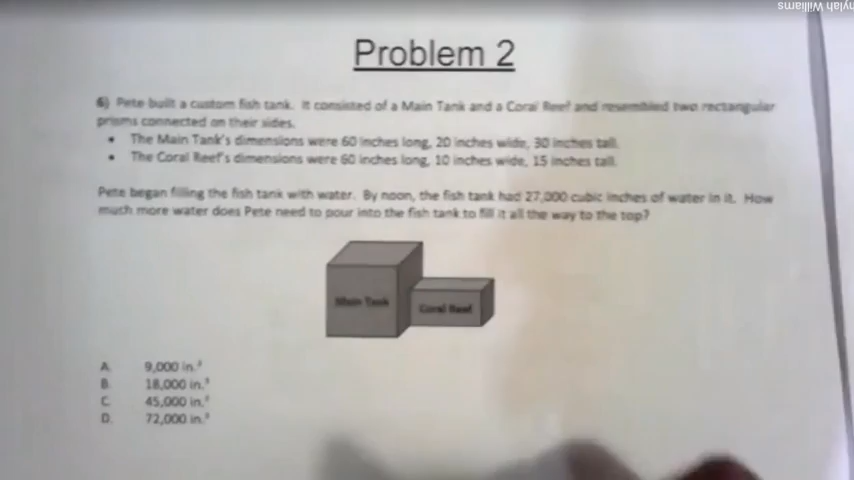 nylah Williams
Problem 2
6) Pete built a custom fish tank. It consisted of a Main Tank and a Coral Reef and resembled two rectangular
prisms connected on their sides.
• The Main Tank's dimensions were 60 inches long, 20 inches wide, 30 inches tall.
• The Coral Reef's dimensions were 60 inches long, 10 inches wide, 15 inches tall.
Pete began filling the fish tank with water. By noon, the fish tank had 27,000 cubic inches of water in it. How
much more water does Pete need to pour into the fish tank to fill it all the way to the top?
Main Tank
Coral Reef
A. 9,000 in.³
B. 18,000 in.³
C. 45,000 in.³
D. 72,000 in.³